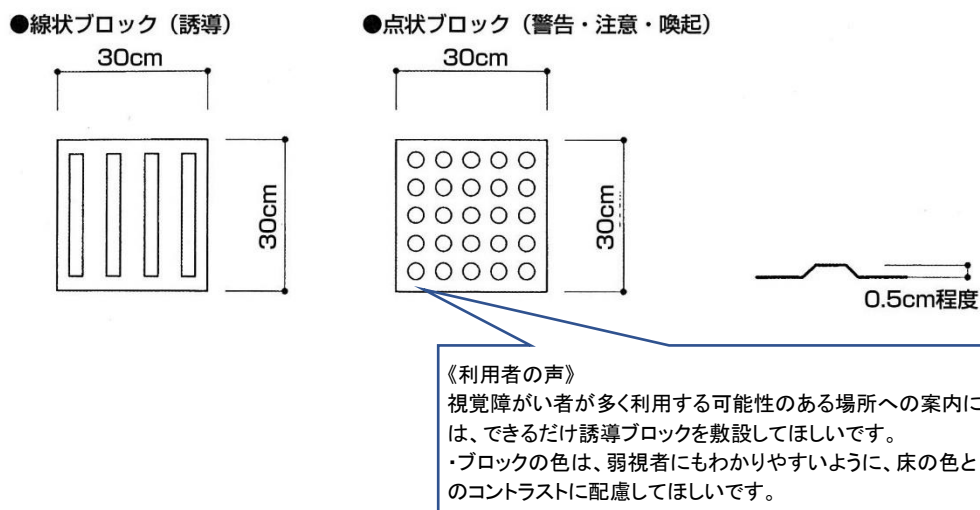 ●線状ブロック（誘導）
30cm
30cm
●点状ブロック（警告・注意・喚起）
30cm
30cm
0.5cm程度
《利用者の声》
視覚障がい者が多く利用する可能性のある場所への案内に
は、できるだけ誘導ブロックを敷設してほしいです。
・ブロックの色は、弱視者にもわかりやすいように、床の色と
のコントラストに配慮してほしいです。